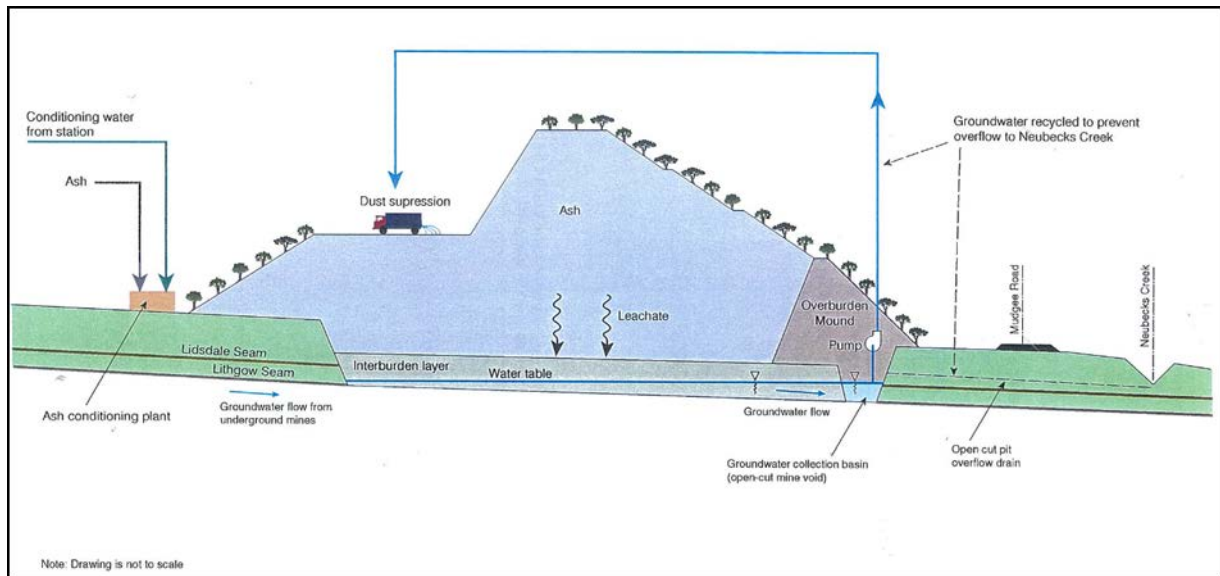 Conditioning water
from station
Ash
Dust supression
Ash
Groundwater recycled to prevent
overflow to Neubecks Creek
Leachate
Overburden
Mound
Pump
Mudgee Road
Neubecks Creek
Lidsdale Seam
Lithgow Seam
Interburden layer
Water table
Ash conditioning plant
Groundwater flow from
underground mines
Groundwater flow
Groundwater collection basin
(open-cut mine void)
Open cut pit
overflow drain
Note: Drawing is not to scale